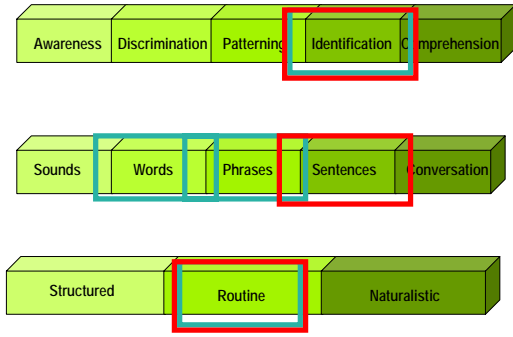 Awareness Discrimination Patterning Identification Comprehension
Sounds Words Phrases Sentences Conversation
Structured Routine Naturalistic